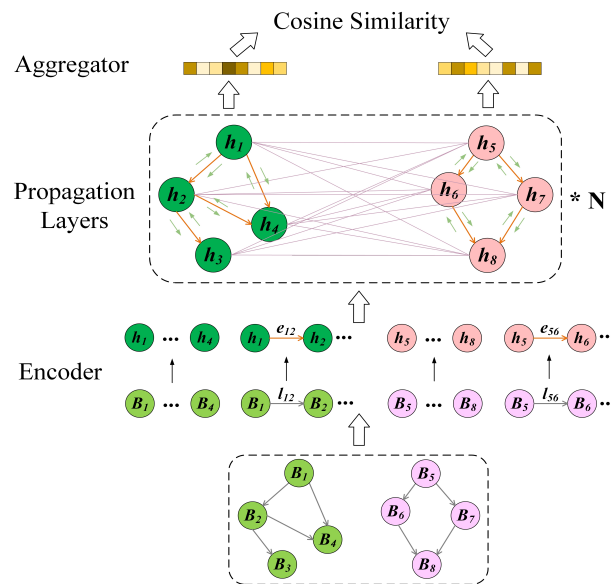 Cosine Similarity
Aggregator
h1
h5
h2
h6
h7
Propagation
Layers
* N
h4
h3
h8
e12
e56
h1 ... h4
h1 h2 ...
h5 ... h8
h5 h6 ...
Encoder
l12
l56
B1 ... B4
B1 B2 ...
B5 ... B8
B5 B6 ...
B1
B5
B2
B6
B7
B4
B3
B8